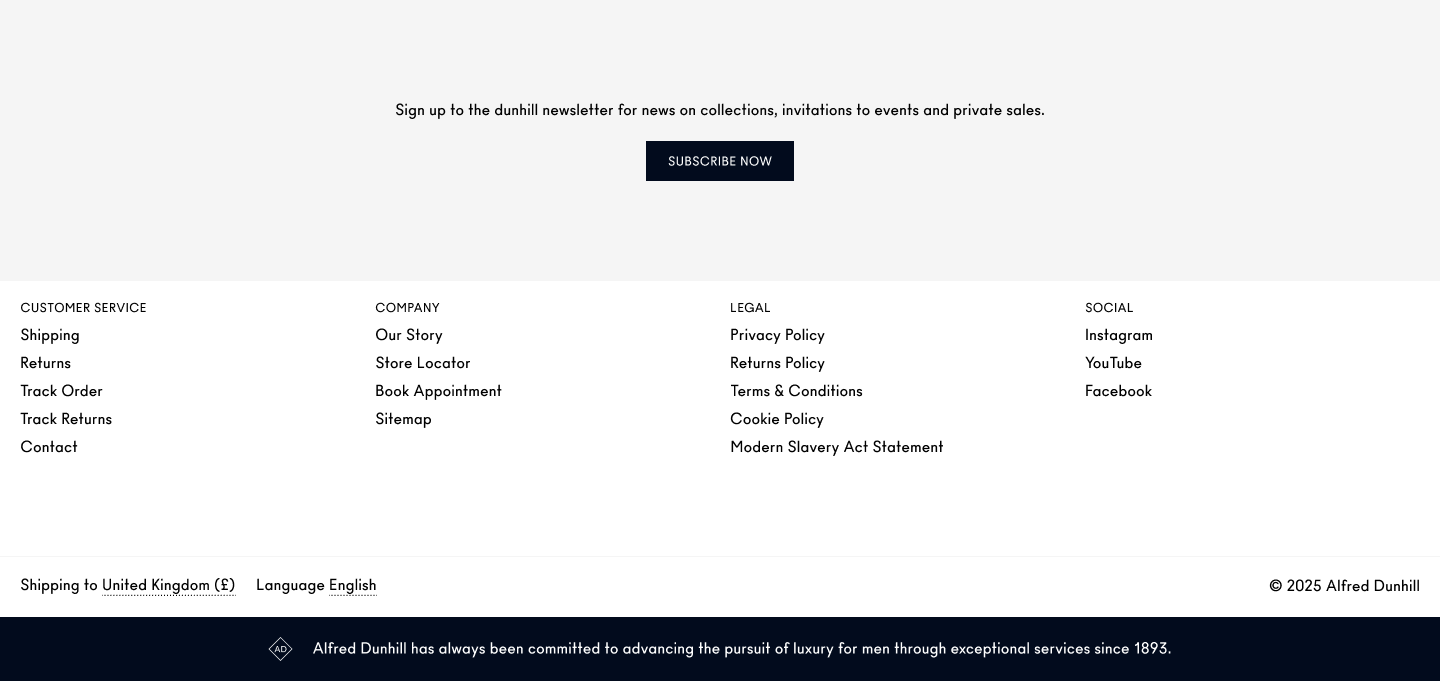 Sign up to the dunhill newsletter for news on collections, invitations to events and private sales.
SUBSCRIBE NOW
CUSTOMER SERVICE
Shipping
Returns
Track Order
Track Returns
Contact
COMPANY
Our Story
Store Locator
Book Appointment
Sitemap
LEGAL
Privacy Policy
Returns Policy
Terms & Conditions
Cookie Policy
Modern Slavery Act Statement
SOCIAL
Instagram
YouTube
Facebook
Shipping to United Kingdom (£) Language English
© 2025 Alfred Dunhill
AD Alfred Dunhill has always been committed to advancing the pursuit of luxury for men through exceptional services since 1893.